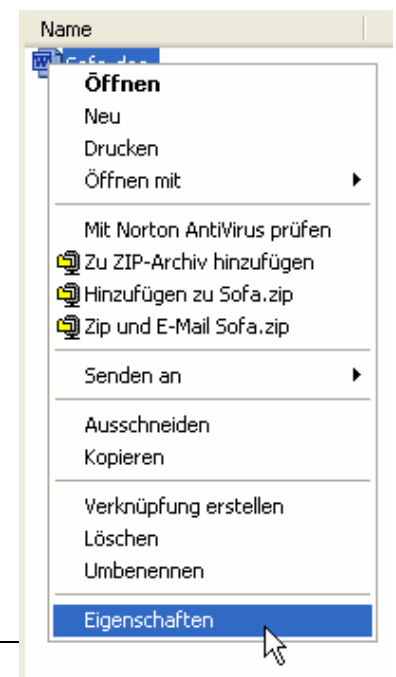 Name
Öffnen
Neu
Drucken
Öffnen mit
Mit Norton AntiVirus prüfen
Zu ZIP-Archiv hinzufügen
Hinzufügen zu Sofa.zip
Zip und E-Mail Sofa.zip
Senden an
Ausschneiden
Kopieren
Verknüpfung erstellen
Löschen
Umbenennen
Eigenschaften